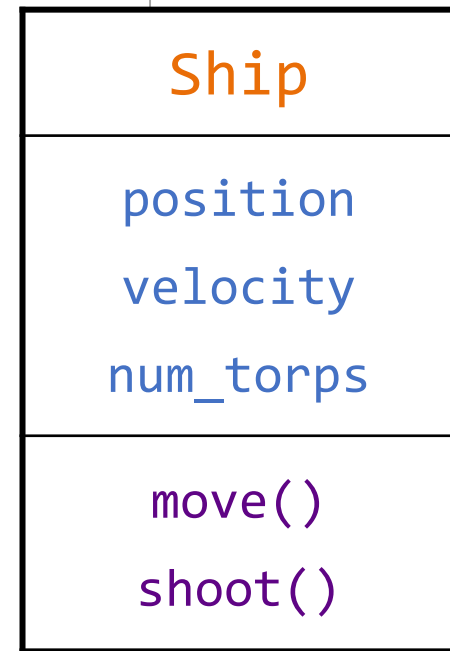 Ship
position
velocity
num_torps
move()
shoot()